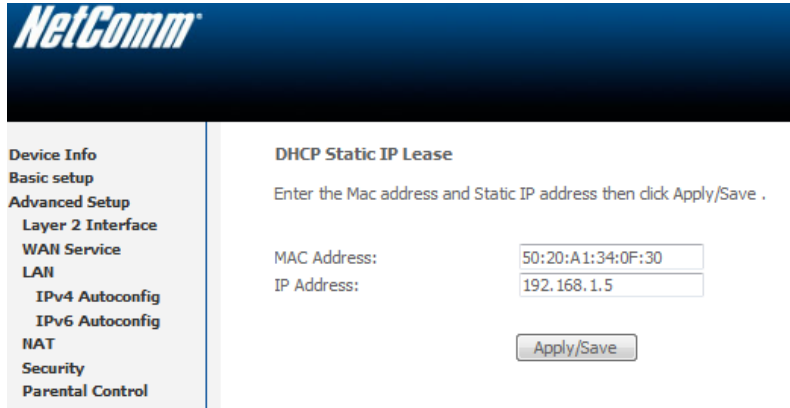 NetComm
Device Info
Basic setup
Advanced Setup
Layer 2 Interface
WAN Service
LAN
IPv4 Autoconfig
IPv6 Autoconfig
NAT
Security
Parental Control
DHCP Static IP Lease
Enter the Mac address and Static IP address then click Apply/Save .
MAC Address: 50:20:A1:34:0F:30
IP Address: 192.168.1.5
Apply/Save